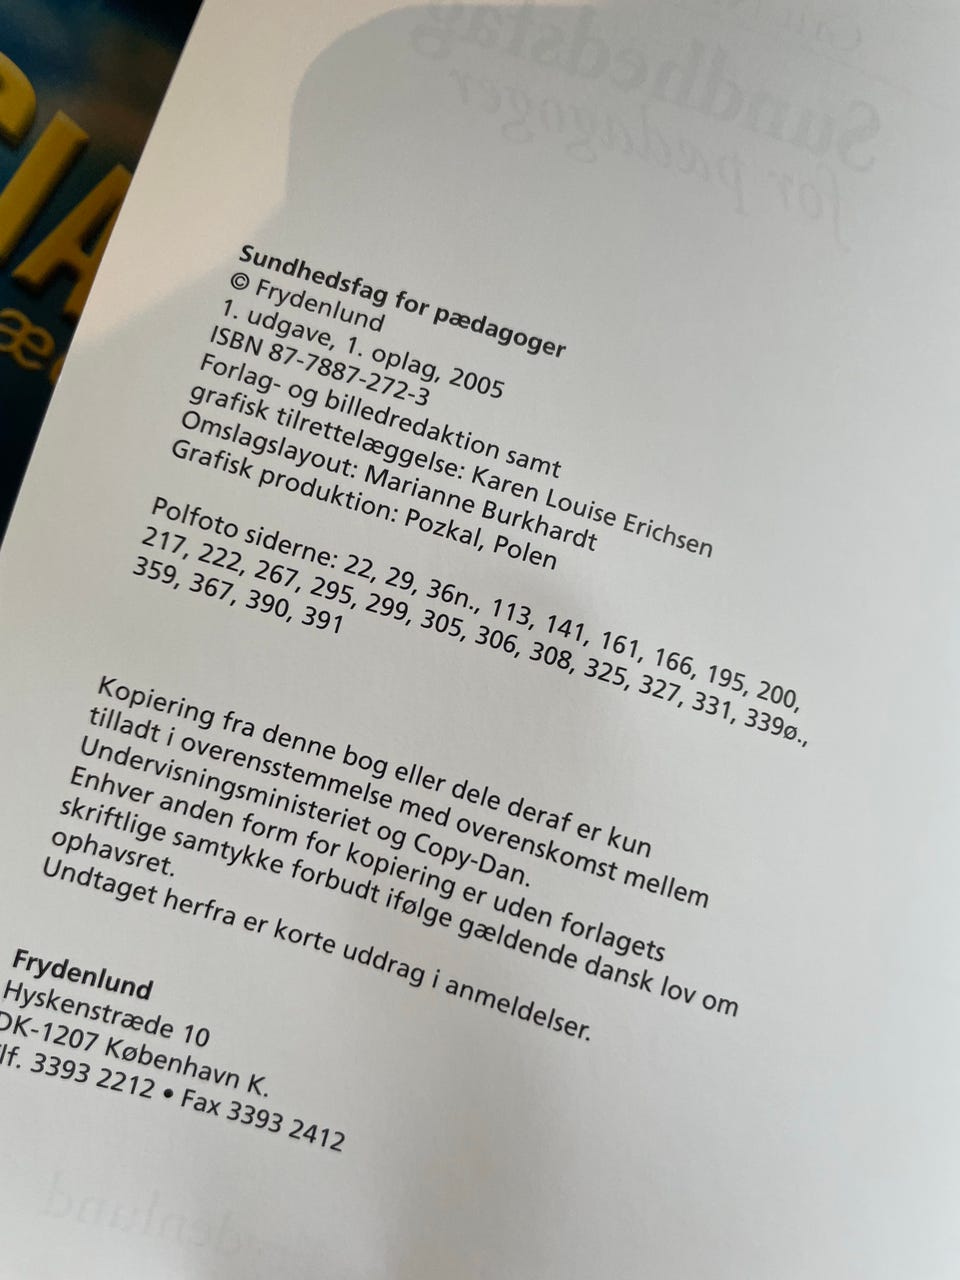 Sundhedsfag
for pædagoger
Sundhedsfag for pædagoger
© Frydenlund
1. udgave, 1. oplag, 2005
ISBN 87-7887-272-3
Forlag- og billedredaktion samt
grafisk tilrettelæggelse: Karen Louise Erichsen
Omslagslayout: Marianne Burkhardt
Grafisk produktion: Pozkal, Polen
Polfoto siderne: 22, 29, 36n., 113, 141, 161, 166, 195, 200,
217, 222, 267, 295, 299, 305, 306, 308, 325, 327, 331, 339ø.,
359, 367, 390, 391
Kopiering fra denne bog eller dele deraf er kun
tilladt i overensstemmelse med overenskomst mellem
Undervisningsministeriet og Copy-Dan.
Enhver anden form for kopiering er uden forlagets
skriftlige samtykke forbudt ifølge gældende dansk lov om
ophavsret.
Undtaget herfra er korte uddrag i anmeldelser.
Frydenlund
Hyskenstræde 10
DK-1207 København K.
Tlf. 3393 2212 • Fax 3393 2412